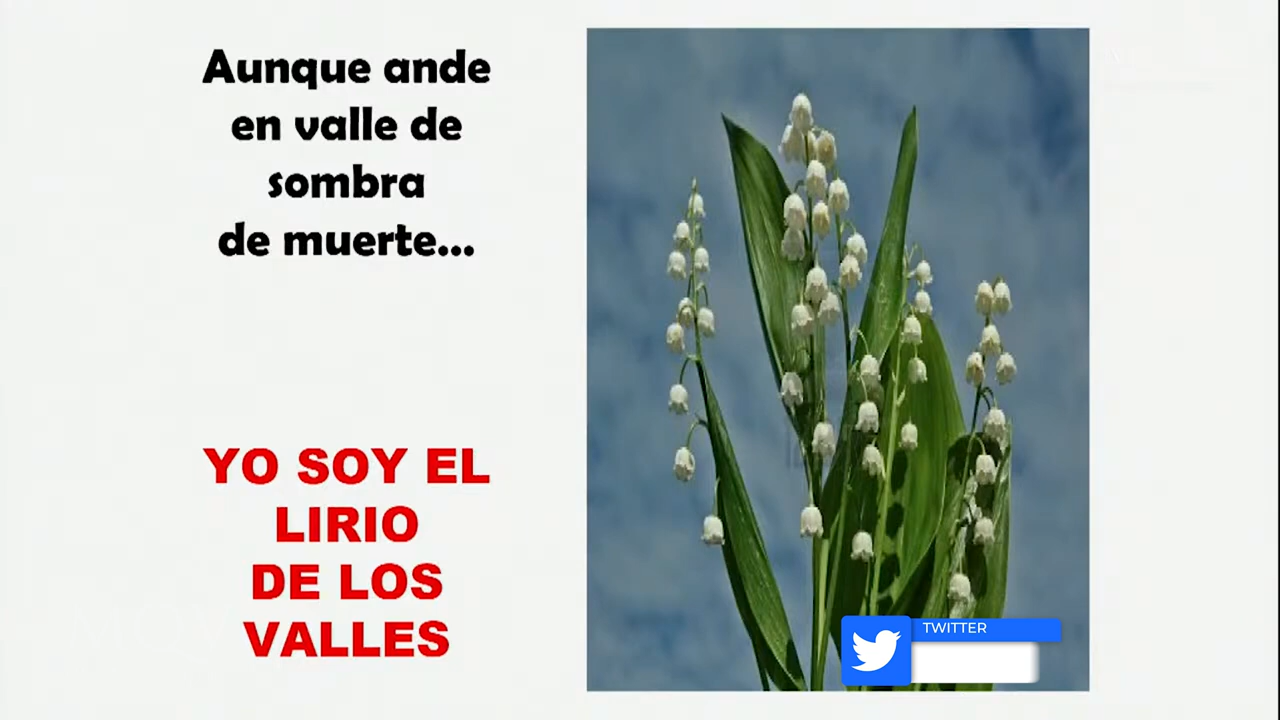 Aunque ande
en valle de
sombra
de muerte...
YO SOY EL
LIRIO
DE LOS
VALLES
TWITTER